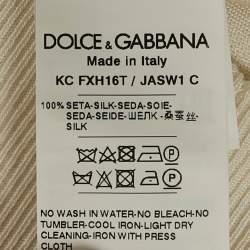 DOLCE & GABBANA
Made in Italy
KC FXH16T / JASW1 C
100% SETA-SILK-SEDA-SOIE-
SEDA-SEIDE-ШЕЛК-桑蚕丝-
SILK
NO WASH IN WATER-NO BLEACH-NO
TUMBLER-COOL IRON-LIGHT DRY
CLEANING-IRON WITH PRESS
CLOTH